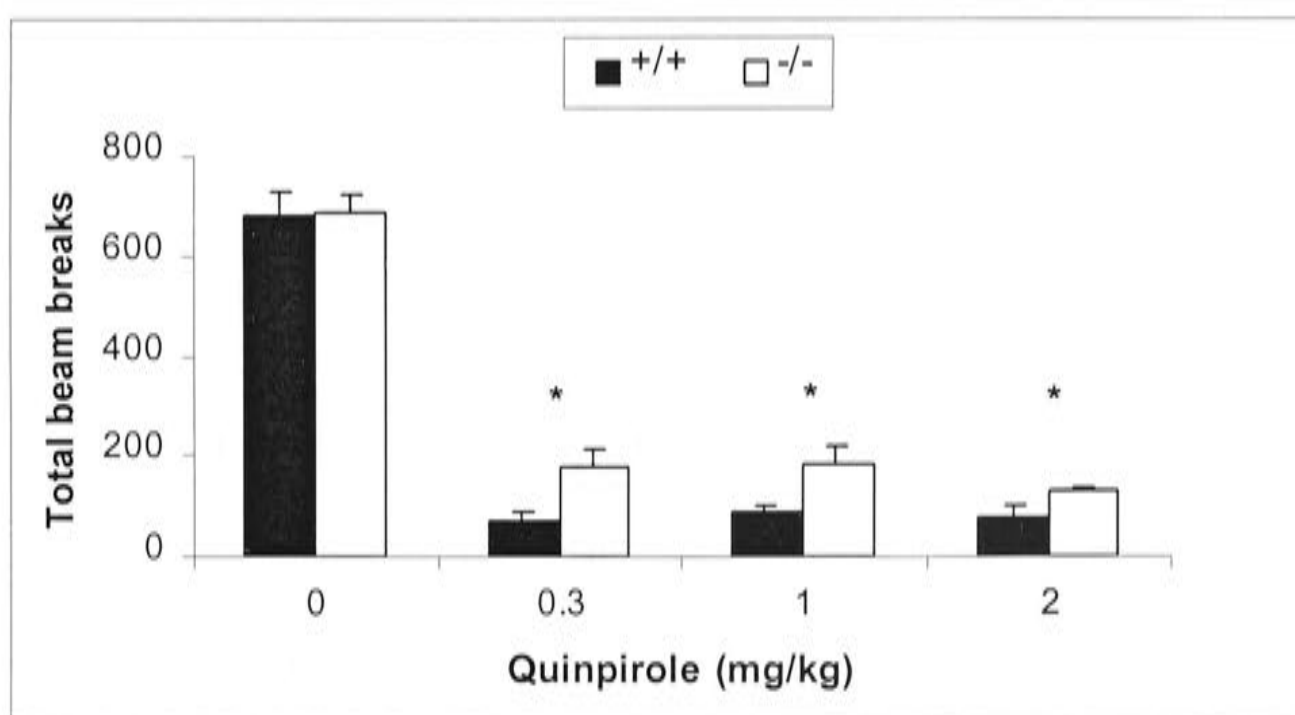 +/+ -/-
800
600
400
200
0
Total beam breaks
* * *
0 0.3 1 2
Quinpirole (mg/kg)